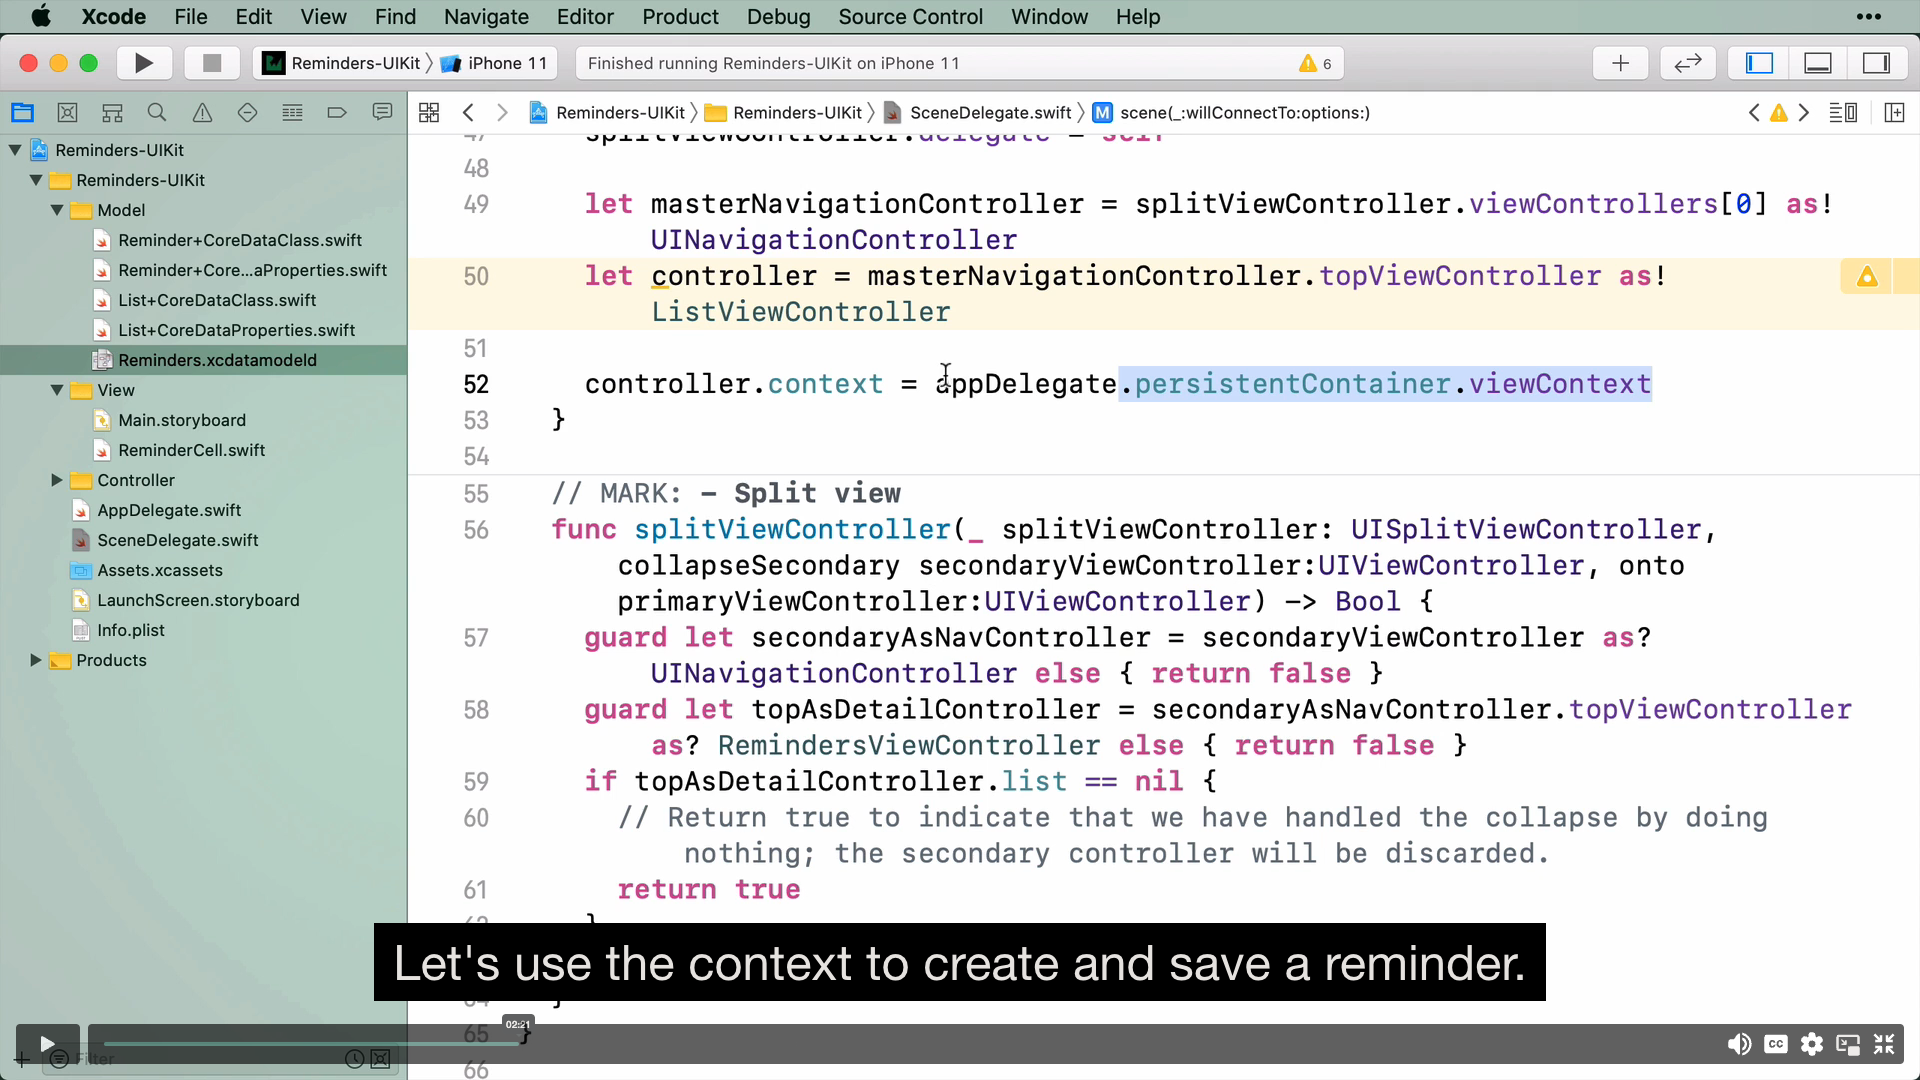 Xcode File Edit View Find Navigate Editor Product Debug Source Control Window Help •••
Reminders-UIKit iPhone 11 Finished running Reminders-UIKit on iPhone 11 6
Reminders-UIKit Reminders-UIKit SceneDelegate.swift M scene(_:willConnectTo:options:)
Reminders-UIKit
Reminders-UIKit
Model
Reminder+CoreDataClass.swift
Reminder+Core...aProperties.swift
List+CoreDataClass.swift
List+CoreDataProperties.swift
Reminders.xcdatamodeld
View
Main.storyboard
ReminderCell.swift
Controller
AppDelegate.swift
SceneDelegate.swift
Assets.xcassets
LaunchScreen.storyboard
Info.plist
Products
Filter
47 splitViewController.delegate = self
48
49 let masterNavigationController = splitViewController.viewControllers[0] as!
UINavigationController
50 let controller = masterNavigationController.topViewController as!
ListViewController
51
52 controller.context = appDelegate.persistentContainer.viewContext
53 }
54
55 // MARK: - Split view
56 func splitViewController(_ splitViewController: UISplitViewController,
collapseSecondary secondaryViewController:UIViewController, onto
primaryViewController:UIViewController) -> Bool {
57 guard let secondaryAsNavController = secondaryViewController as?
UINavigationController else { return false }
58 guard let topAsDetailController = secondaryAsNavController.topViewController
as? RemindersViewController else { return false }
59 if topAsDetailController.list == nil {
60 // Return true to indicate that we have handled the collapse by doing
nothing; the secondary controller will be discarded.
61 return true
62 }
Let's use the context to create and save a reminder.
64 }
02:21
65 }
66
CC